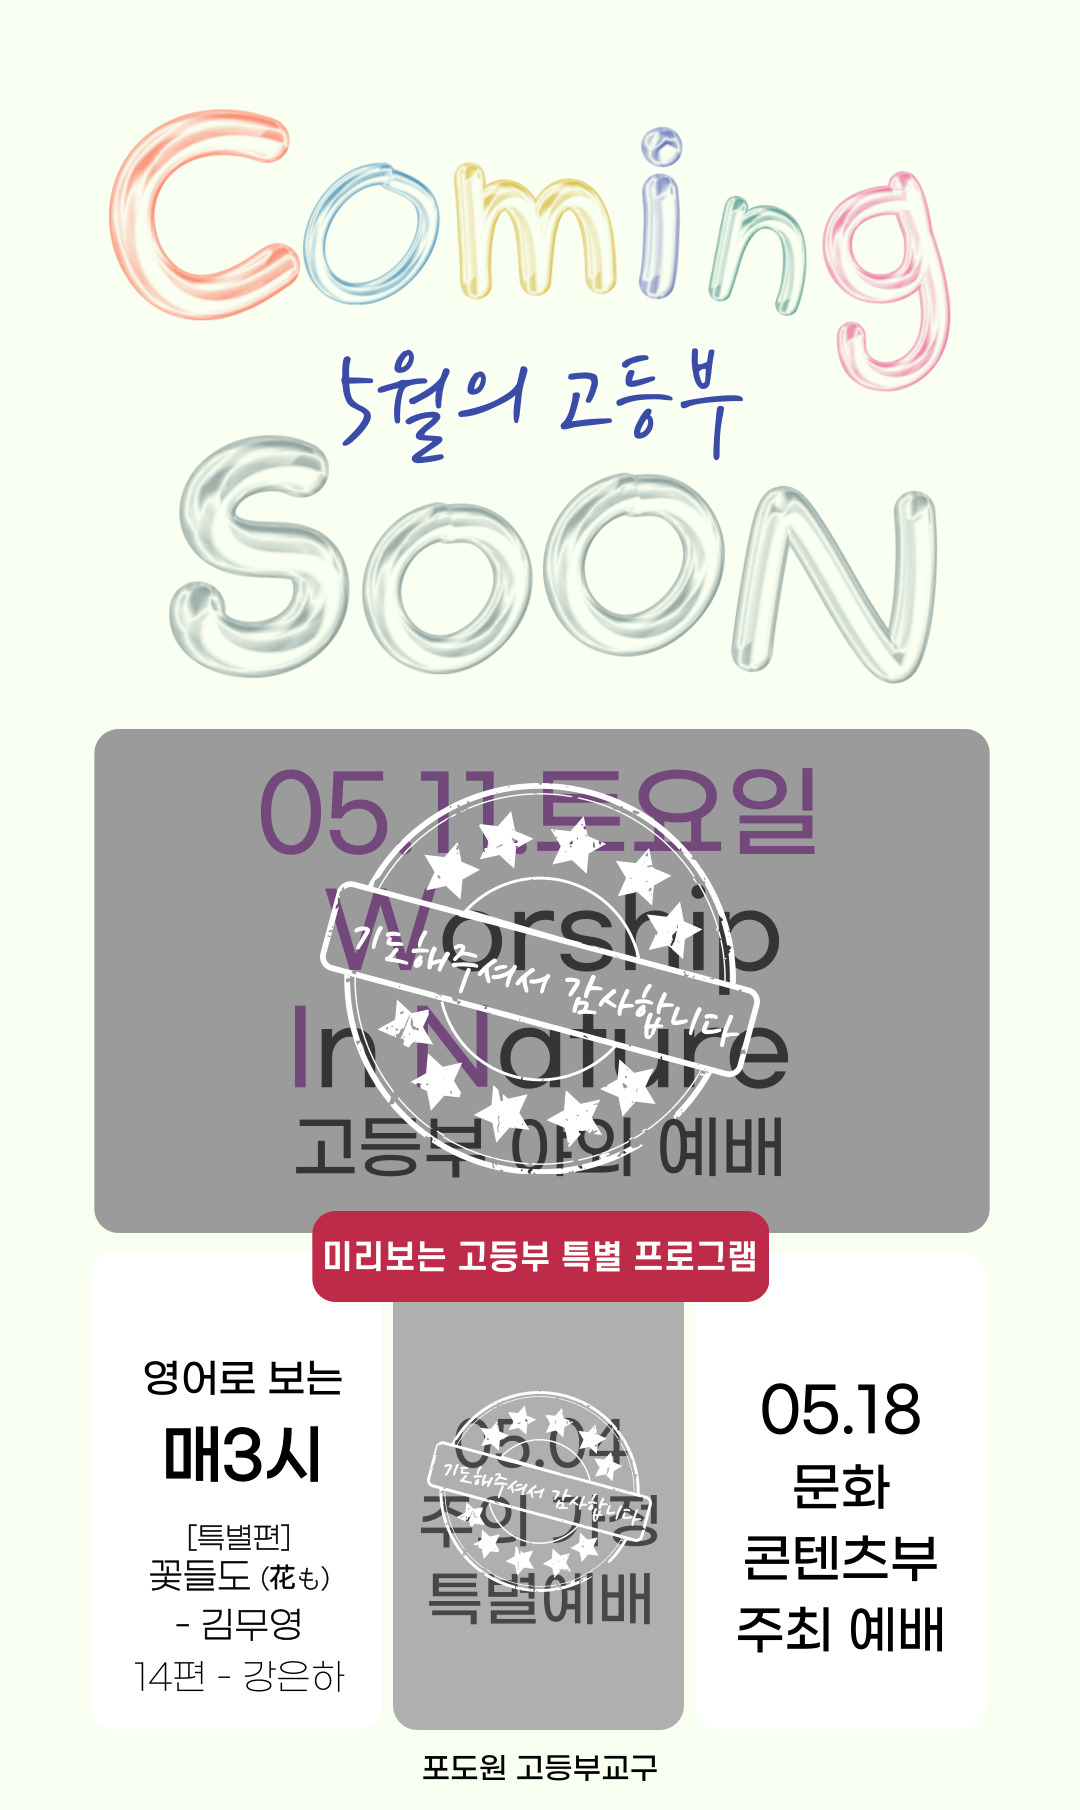 Coming
5월의 고등부
SOON
05.11.토요일
Worship
기도해주셔서 감사합니다
In Nature
고등부 야외 예배
미리보는 고등부 특별 프로그램
영어로 보는
매3시
[특별편]
꽃들도 (花も)
- 김무영
14편 - 강은하
05.04
기도해주셔서 감사합니다
주의 가정
특별예배
05.18
문화
콘텐츠부
주최 예배
포도원 고등부교구